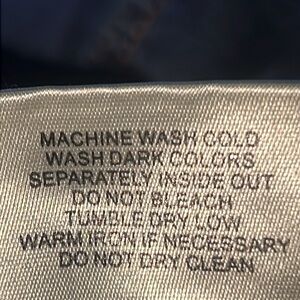 MACHINE WASH COLD
WASH DARK COLORS
SEPARATELY INSIDE OUT
DO NOT BLEACH
TUMBLE DRY LOW
WARM IRON IF NECESSARY
DO NOT DRY CLEAN